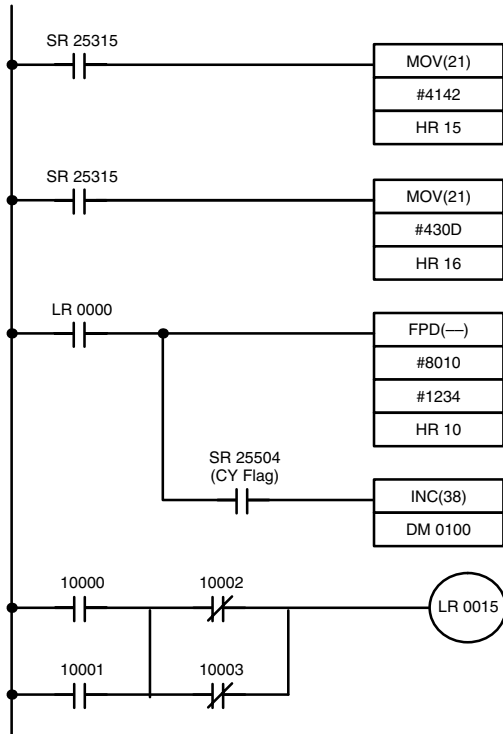 SR 25315
MOV(21)
#4142
HR 15
SR 25315
MOV(21)
#430D
HR 16
LR 0000
FPD(––)
#8010
#1234
HR 10
SR 25504
(CY Flag)
INC(38)
DM 0100
10000
10002
LR 0015
10001
10003